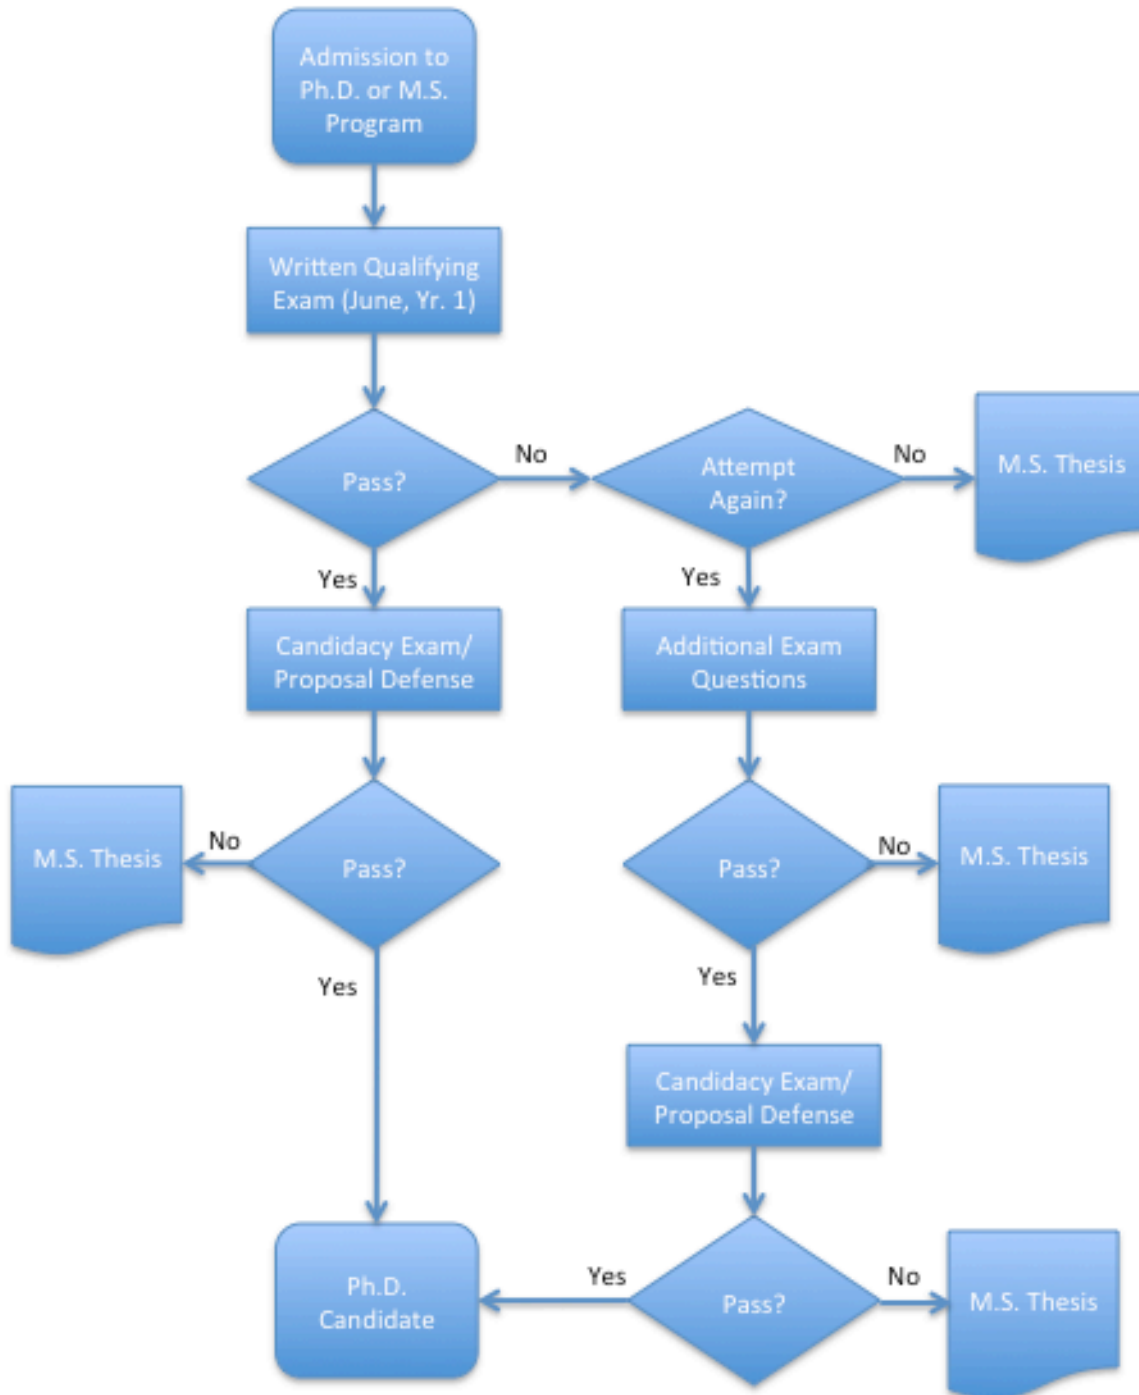 Admission to
Ph.D. or M.S.
Program
Written Qualifying
Exam (June, Yr. 1)
Pass?
No
Attempt
Again?
No
M.S. Thesis
Yes
Yes
Candidacy Exam/
Proposal Defense
Additional Exam
Questions
M.S. Thesis
No
Pass?
Pass?
No
M.S. Thesis
Yes
Yes
Candidacy Exam/
Proposal Defense
Ph.D.
Candidate
Yes
Pass?
No
M.S. Thesis